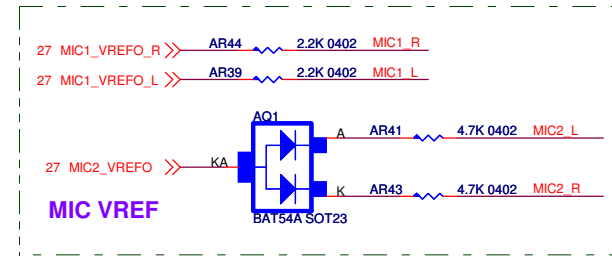 27 MIC1_VREFO_R AR44 2.2K 0402 MIC1_R
27 MIC1_VREFO_L AR39 2.2K 0402 MIC1_L
AQ1
A AR41 4.7K 0402 MIC2_L
27 MIC2_VREFO KA
K AR43 4.7K 0402 MIC2_R
MIC VREF
BAT54A SOT23